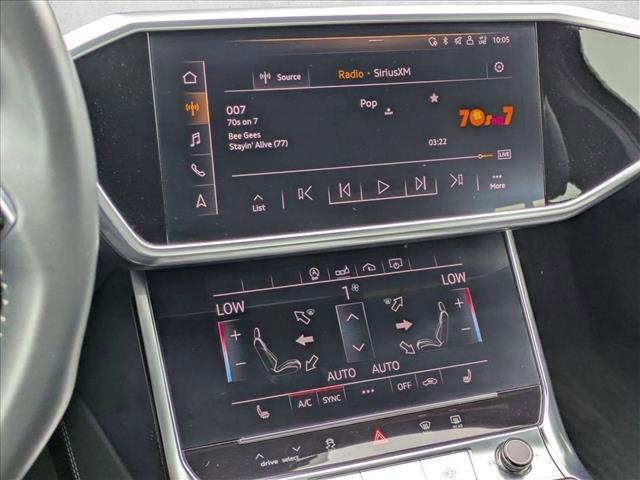 10:05
Source
Radio · SiriusXM
007
70s on 7
Pop
70s on 7
Bee Gees
Stayin' Alive (77)
03:22
LIVE
List
More
LOW
1
LOW
AUTO AUTO
A/C
SYNC
OFF
drive select
REAR